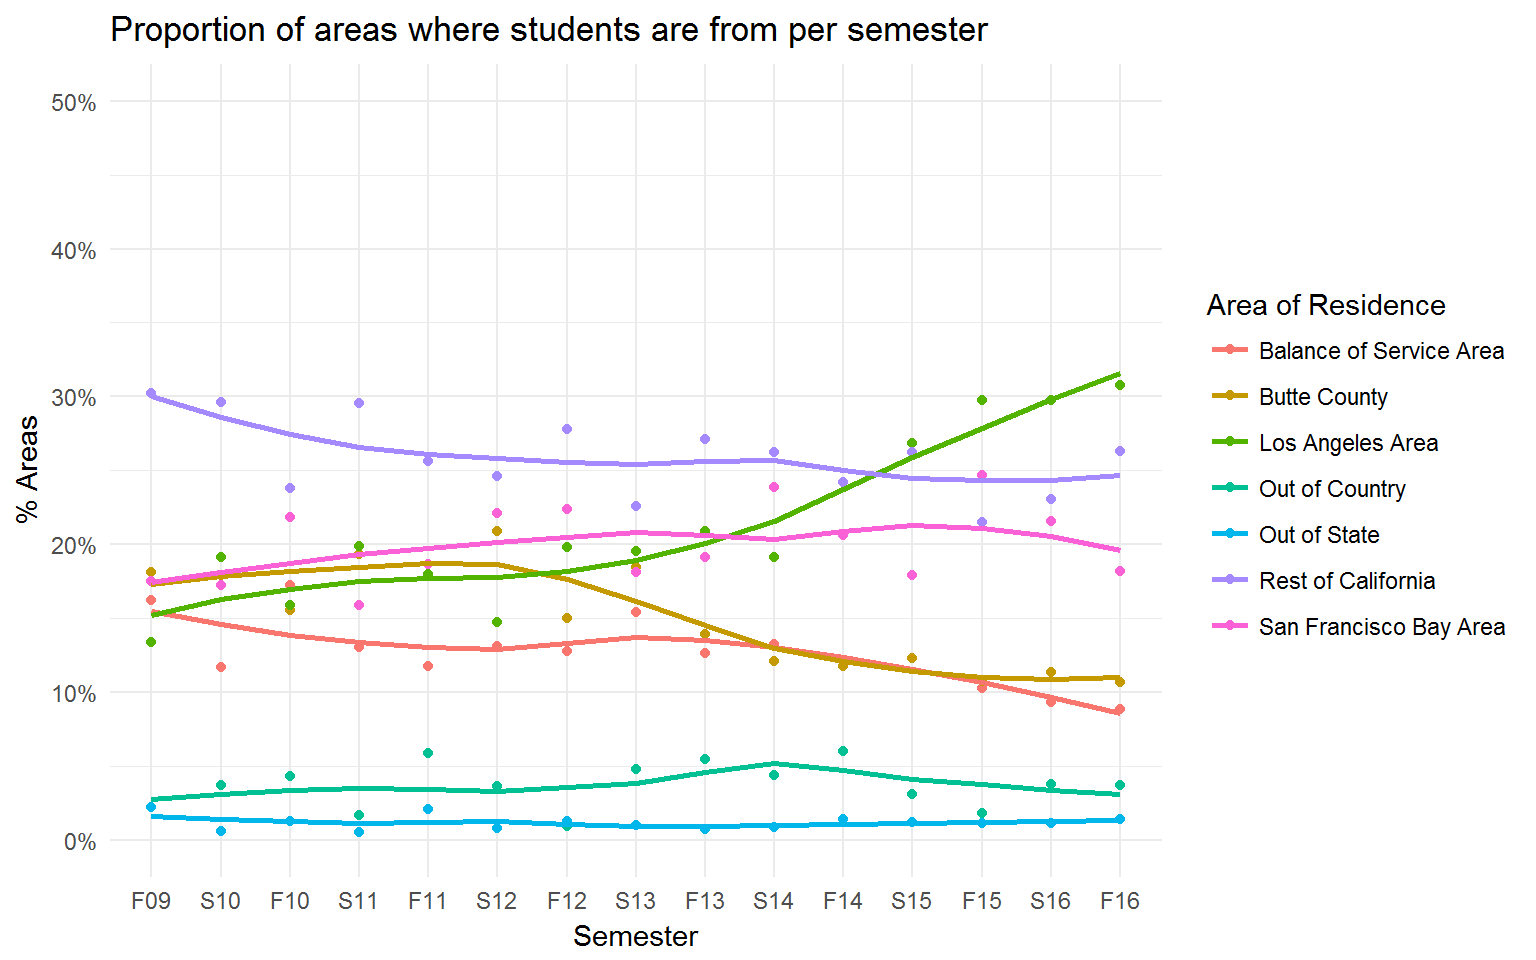 Proportion of areas where students are from per semester
50%
40%
30%
20%
10%
0%
% Areas
F09 S10 F10 S11 F11 S12 F12 S13 F13 S14 F14 S15 F15 S16 F16
Semester
Area of Residence
Balance of Service Area
Butte County
Los Angeles Area
Out of Country
Out of State
Rest of California
San Francisco Bay Area